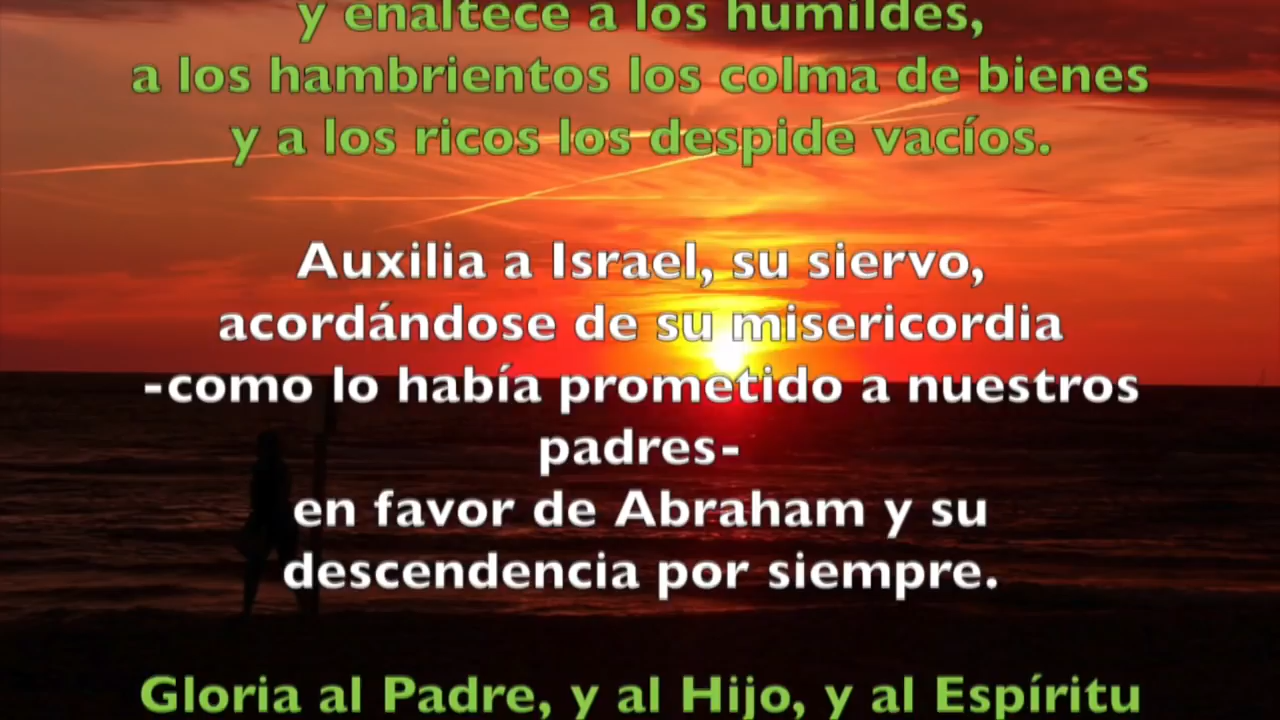 y enaltece a los humildes,
a los hambrientos los colma de bienes
y a los ricos los despide vacíos.
Auxilia a Israel, su siervo,
acordándose de su misericordia
-como lo había prometido a nuestros
padres-
en favor de Abraham y su
descendencia por siempre.
Gloria al Padre, y al Hijo, y al Espíritu